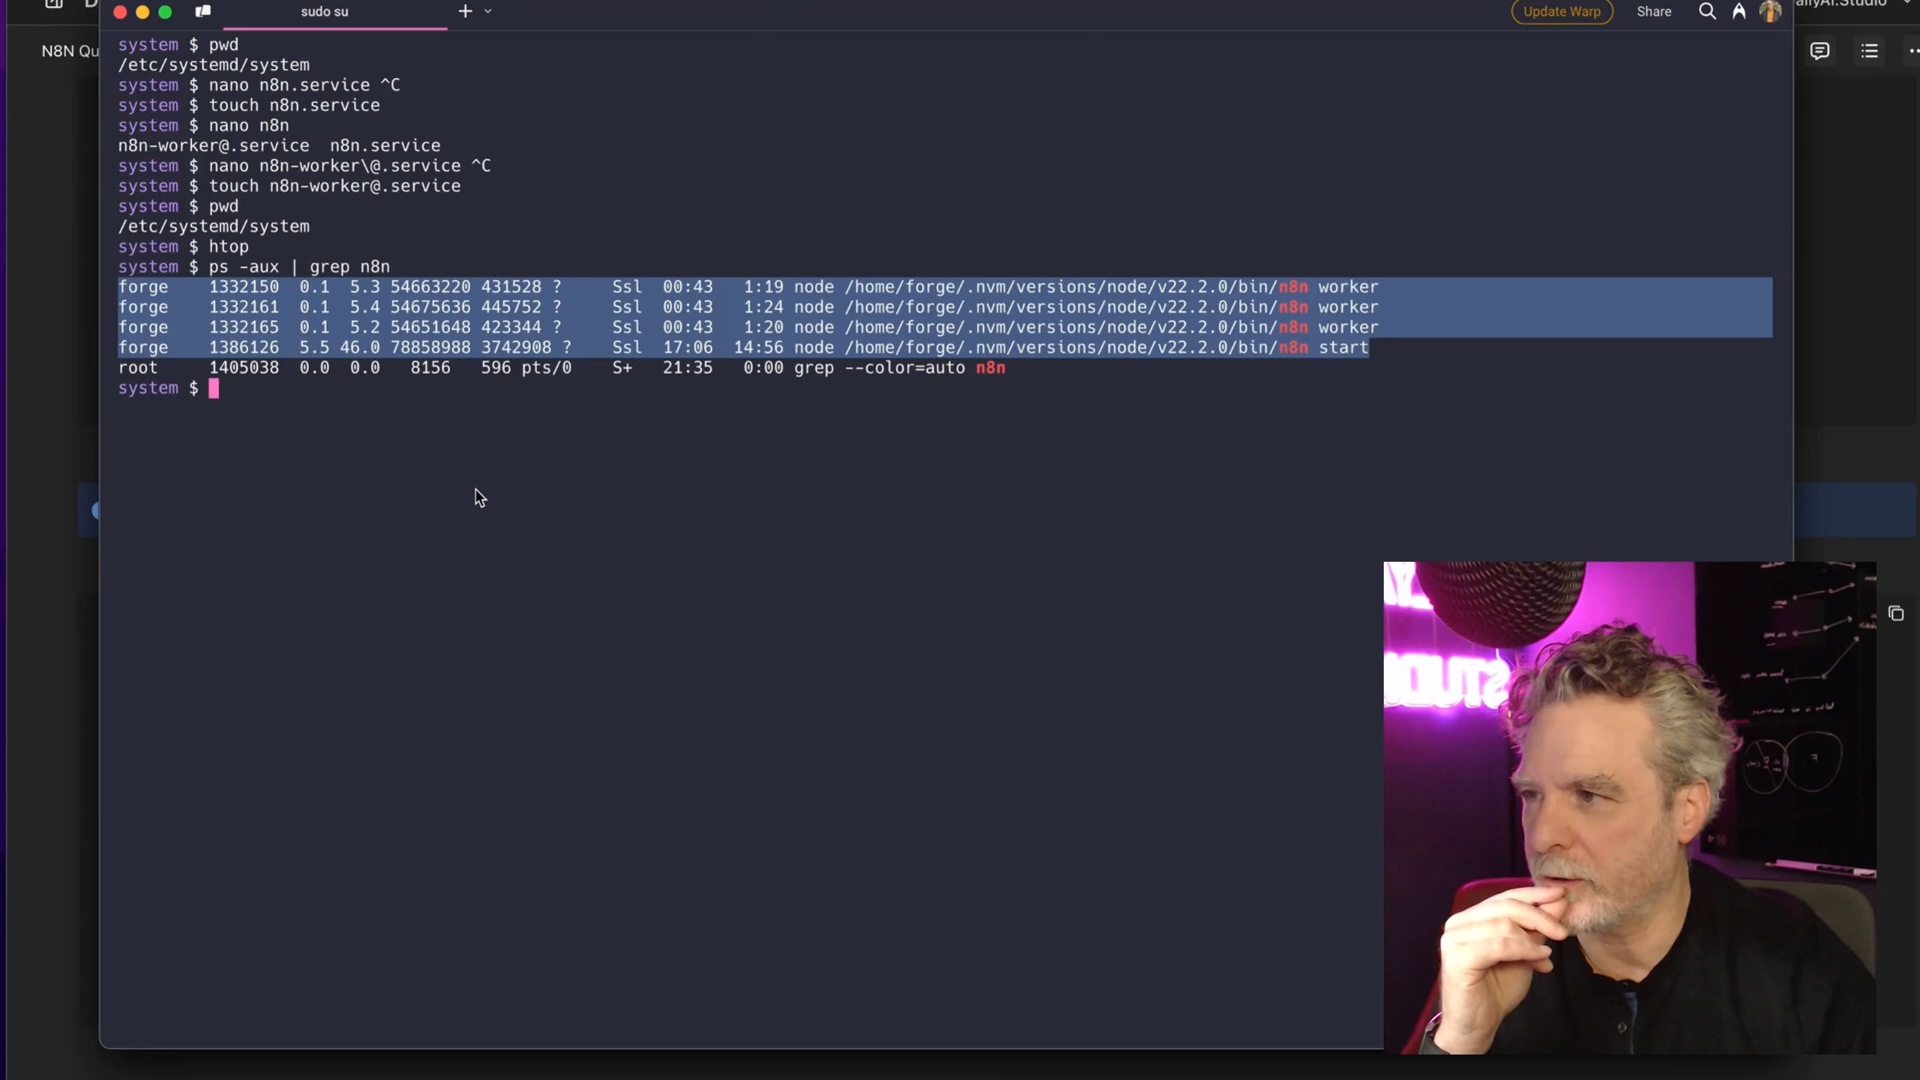 sudo su
Update Warp
Share
allyAI.Studio
N8N Qu
system $ pwd
/etc/systemd/system
system $ nano n8n.service ^C
system $ touch n8n.service
system $ nano n8n
n8n-worker@.service  n8n.service
system $ nano n8n-worker\@.service ^C
system $ touch n8n-worker@.service
system $ pwd
/etc/systemd/system
system $ htop
system $ ps -aux | grep n8n
forge    1332150  0.1  5.3 54663220 431528 ?     Ssl  00:43   1:19 node /home/forge/.nvm/versions/node/v22.2.0/bin/n8n worker
forge    1332161  0.1  5.4 54675636 445752 ?     Ssl  00:43   1:24 node /home/forge/.nvm/versions/node/v22.2.0/bin/n8n worker
forge    1332165  0.1  5.2 54651648 423344 ?     Ssl  00:43   1:20 node /home/forge/.nvm/versions/node/v22.2.0/bin/n8n worker
forge    1386126  5.5 46.0 78858988 3742908 ?    Ssl  17:06  14:56 node /home/forge/.nvm/versions/node/v22.2.0/bin/n8n start
root     1405038  0.0  0.0   8156   596 pts/0    S+   21:35   0:00 grep --color=auto n8n
system $